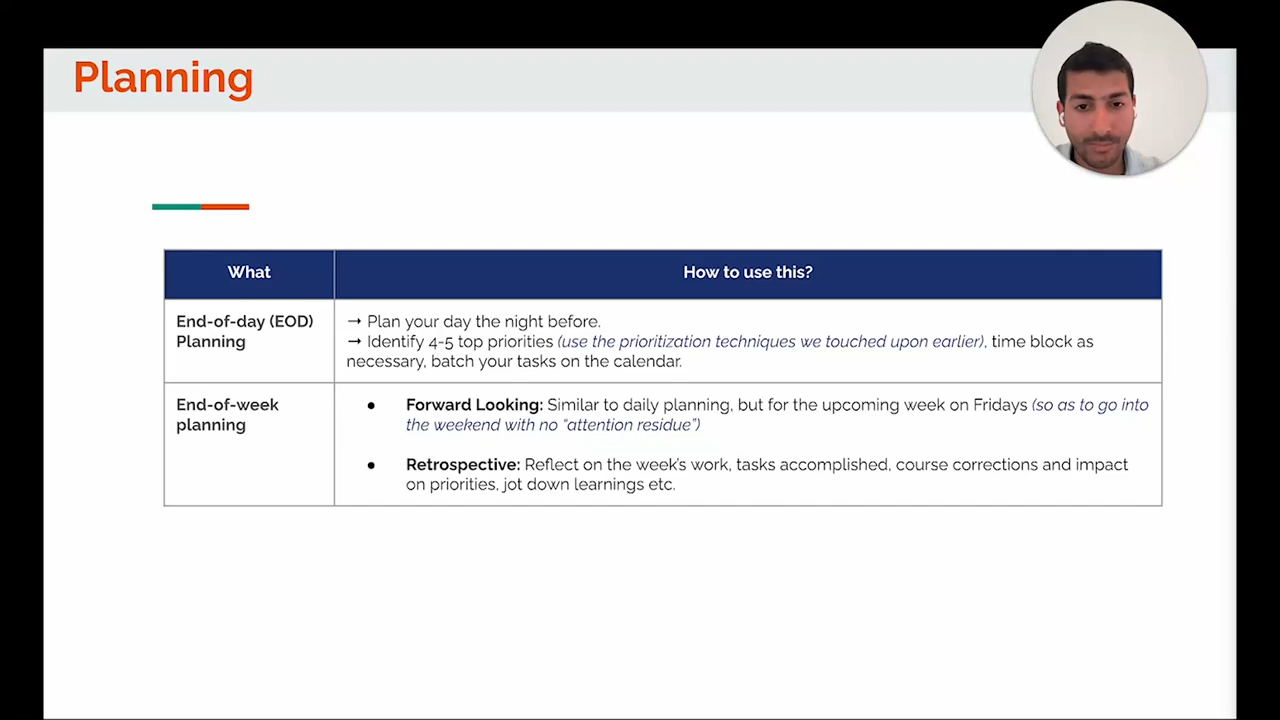 Planning
What
How to use this?
End-of-day (EOD)
Planning
→ Plan your day the night before.
→ Identify 4-5 top priorities (use the prioritization techniques we touched upon earlier), time block as
necessary, batch your tasks on the calendar.
End-of-week
planning
● Forward Looking: Similar to daily planning, but for the upcoming week on Fridays (so as to go into
the weekend with no “attention residue”)
● Retrospective: Reflect on the week’s work, tasks accomplished, course corrections and impact
on priorities, jot down learnings etc.